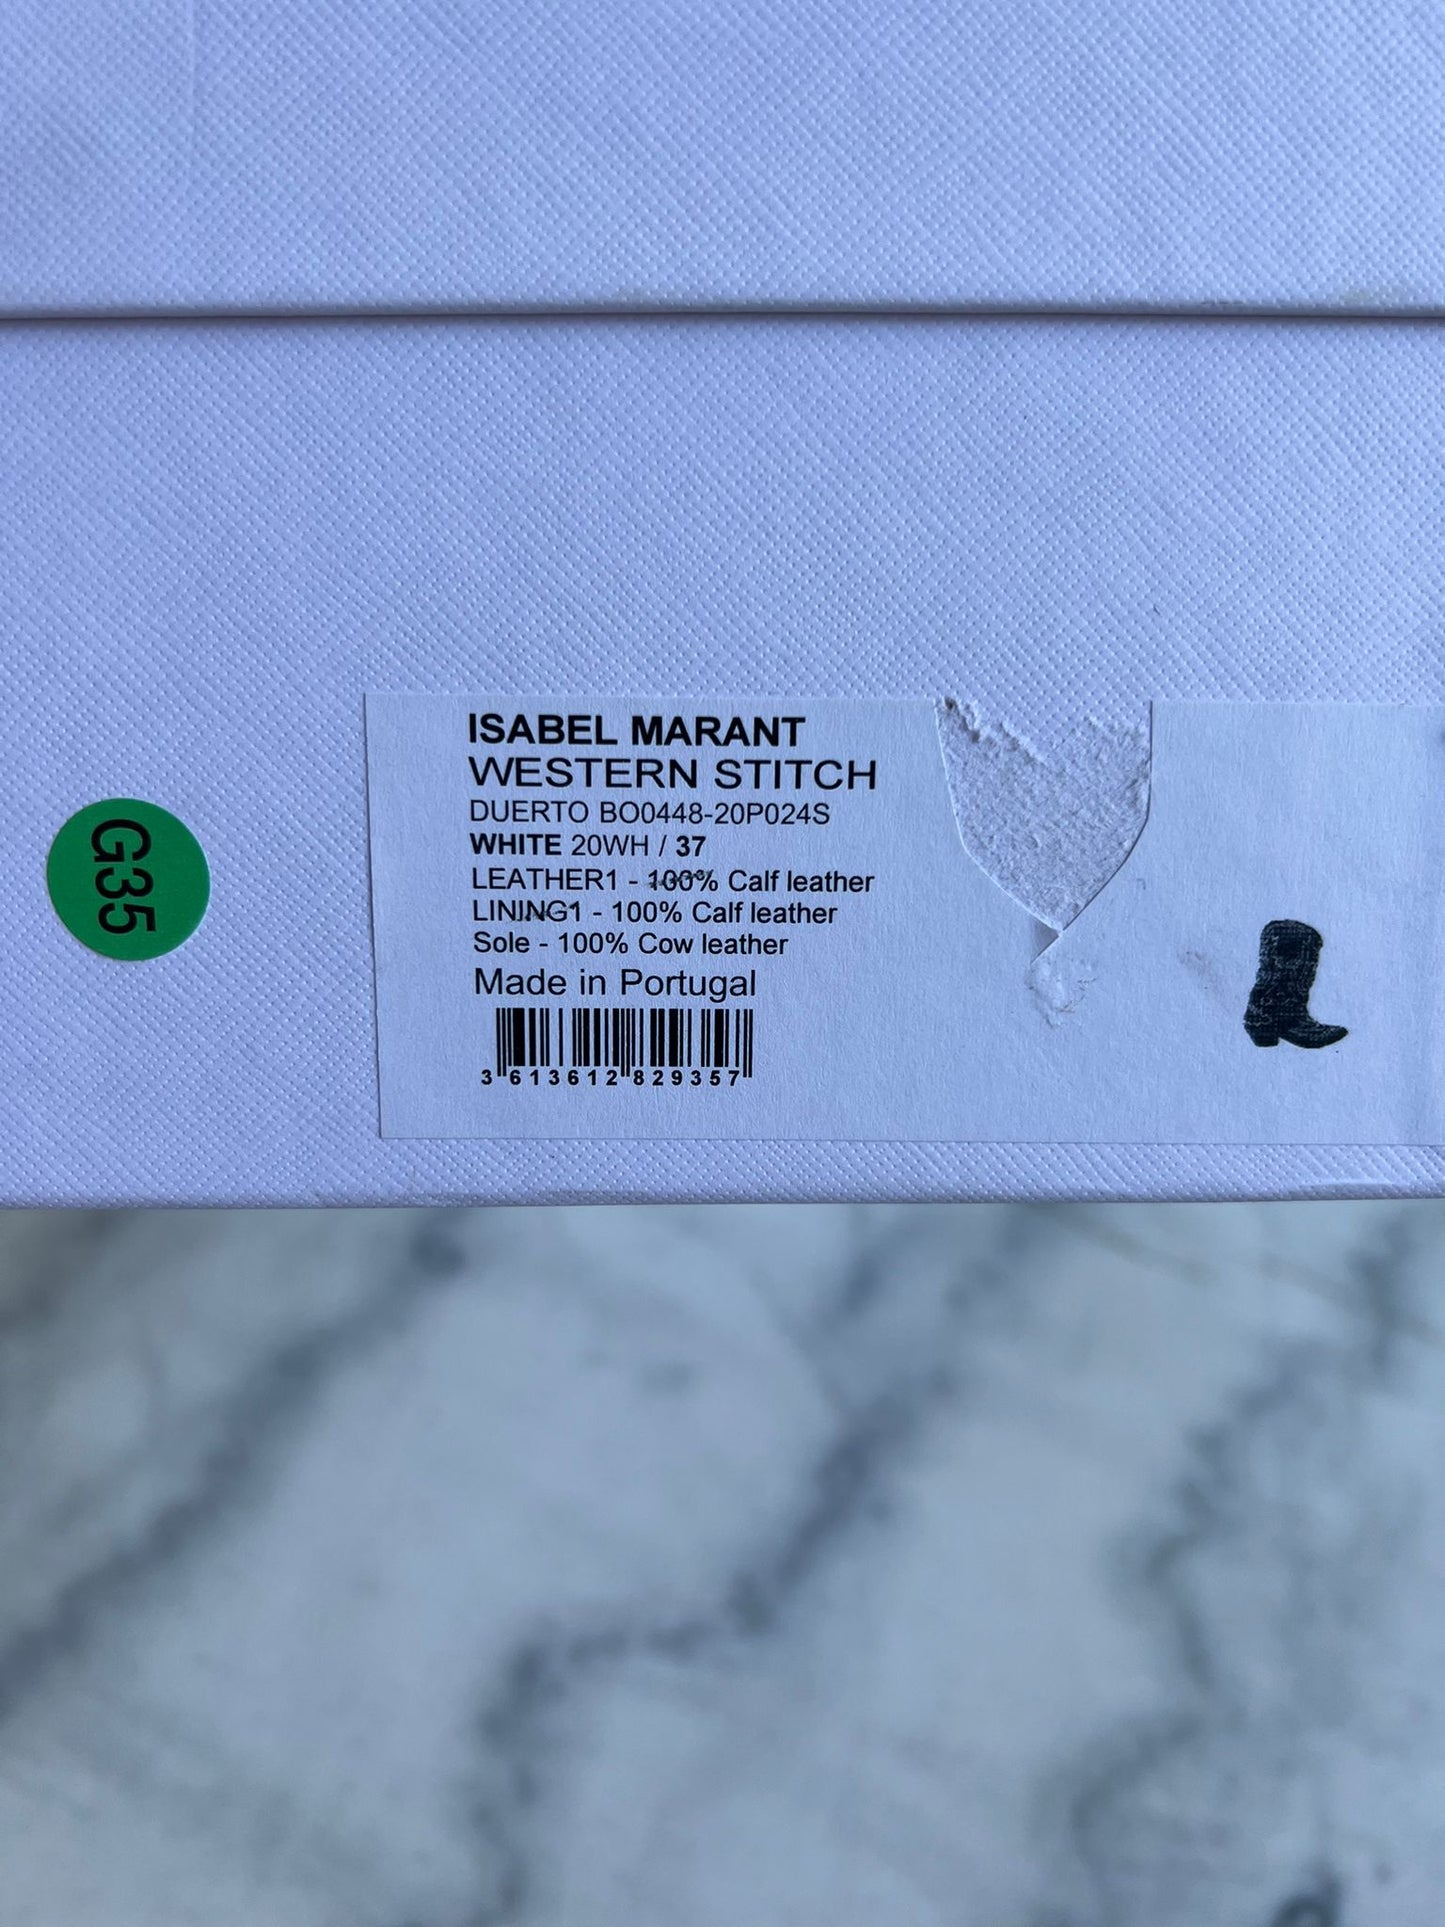 ISABEL MARANT
WESTERN STITCH
DUERTO BO0448-20P024S
WHITE 20WH / 37
LEATHER1 - 100% Calf leather
LINING1 - 100% Calf leather
Sole - 100% Cow leather
Made in Portugal
3 613612 829357
G35